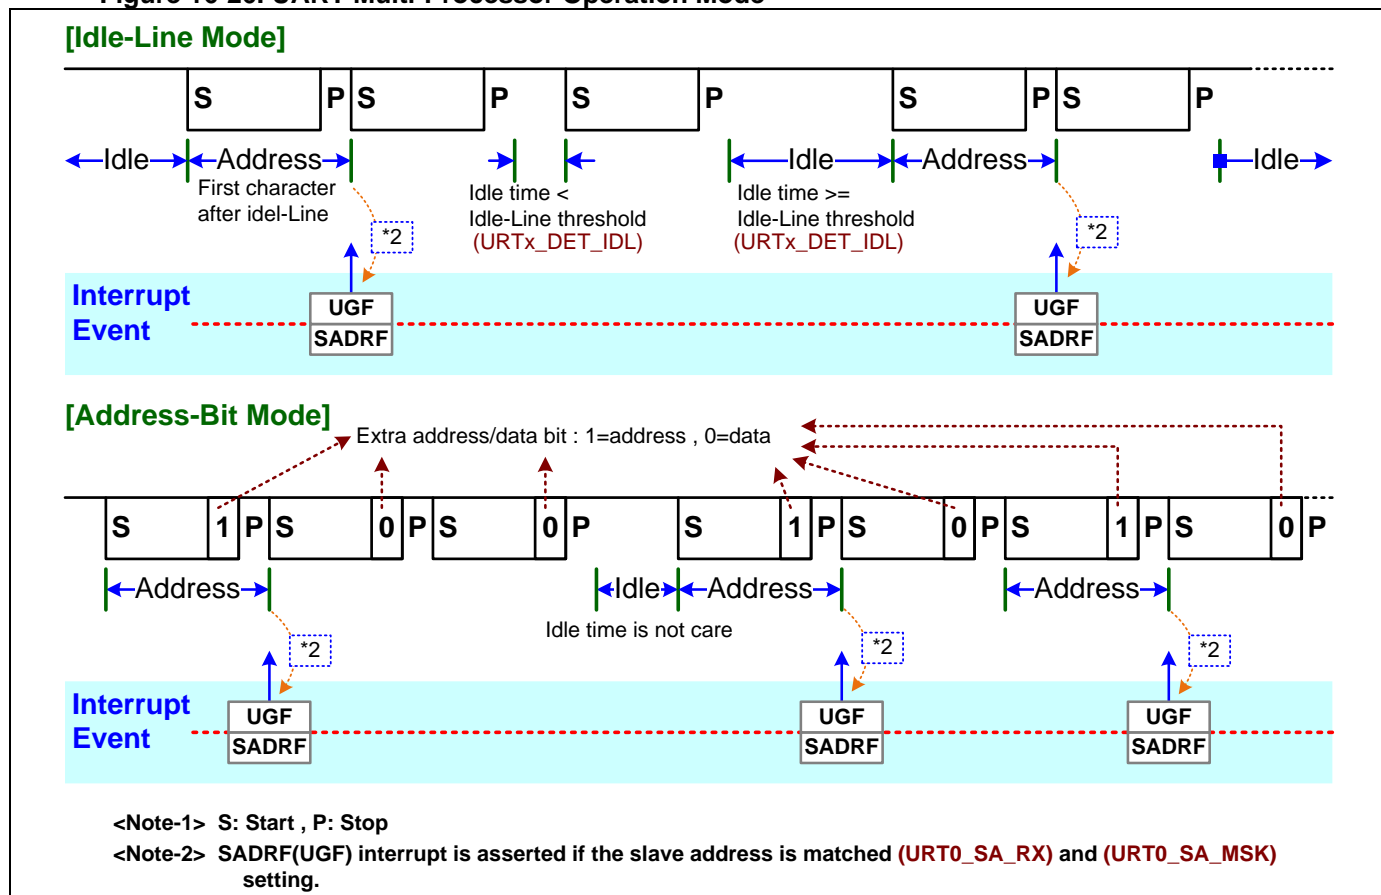 [Idle-Line Mode]
S P S P S P S P S P
Idle Address Idle Address Idle
First character
after idel-Line
Idle time <
Idle-Line threshold
(URTx_DET_IDL)
Idle time >=
Idle-Line threshold
(URTx_DET_IDL)
*2 *2
Interrupt
Event
UGF
SADRF
UGF
SADRF
[Address-Bit Mode]
Extra address/data bit : 1=address , 0=data
S 1 P S 0 P S 0 P S 1 P S 0 P S 1 P S 0 P
Address Idle Address Address
Idle time is not care
*2 *2 *2
Interrupt
Event
UGF
SADRF
UGF
SADRF
UGF
SADRF
<Note-1> S: Start , P: Stop
<Note-2> SADRF(UGF) interrupt is asserted if the slave address is matched (URT0_SA_RX) and (URT0_SA_MSK)
setting.